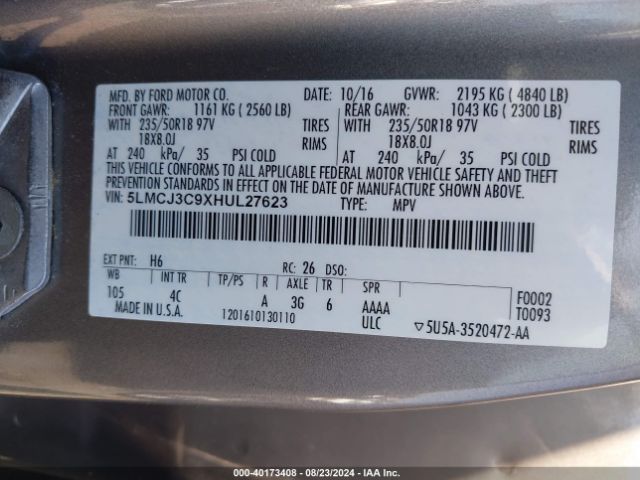 MFD. BY FORD MOTOR CO. DATE: 10/16 GVWR: 2195 KG ( 4840 LB)
FRONT GAWR: 1161 KG ( 2560 LB) REAR GAWR: 1043 KG ( 2300 LB)
WITH 235/50R18 97V TIRES WITH 235/50R18 97V TIRES
18X8.0J RIMS 18X8.0J RIMS
AT 240 kPa/ 35 PSI COLD AT 240 kPa/ 35 PSI COLD
THIS VEHICLE CONFORMS TO ALL APPLICABLE FEDERAL MOTOR VEHICLE SAFETY AND THEFT
PREVENTION STANDARDS IN EFFECT ON THE DATE OF MANUFACTURE SHOWN ABOVE.
VIN: 5LMCJ3C9XHUL27623 TYPE: MPV
EXT PNT: H6 RC: 26 DSO:
WB INT TR TP/PS R AXLE TR SPR
105 4C A 3G 6 AAAA F0002
MADE IN U.S.A. 1201610130110 ULC T0093
▽5U5A-3520472-AA
000-40173408 - 08/23/2024 - IAA Inc.